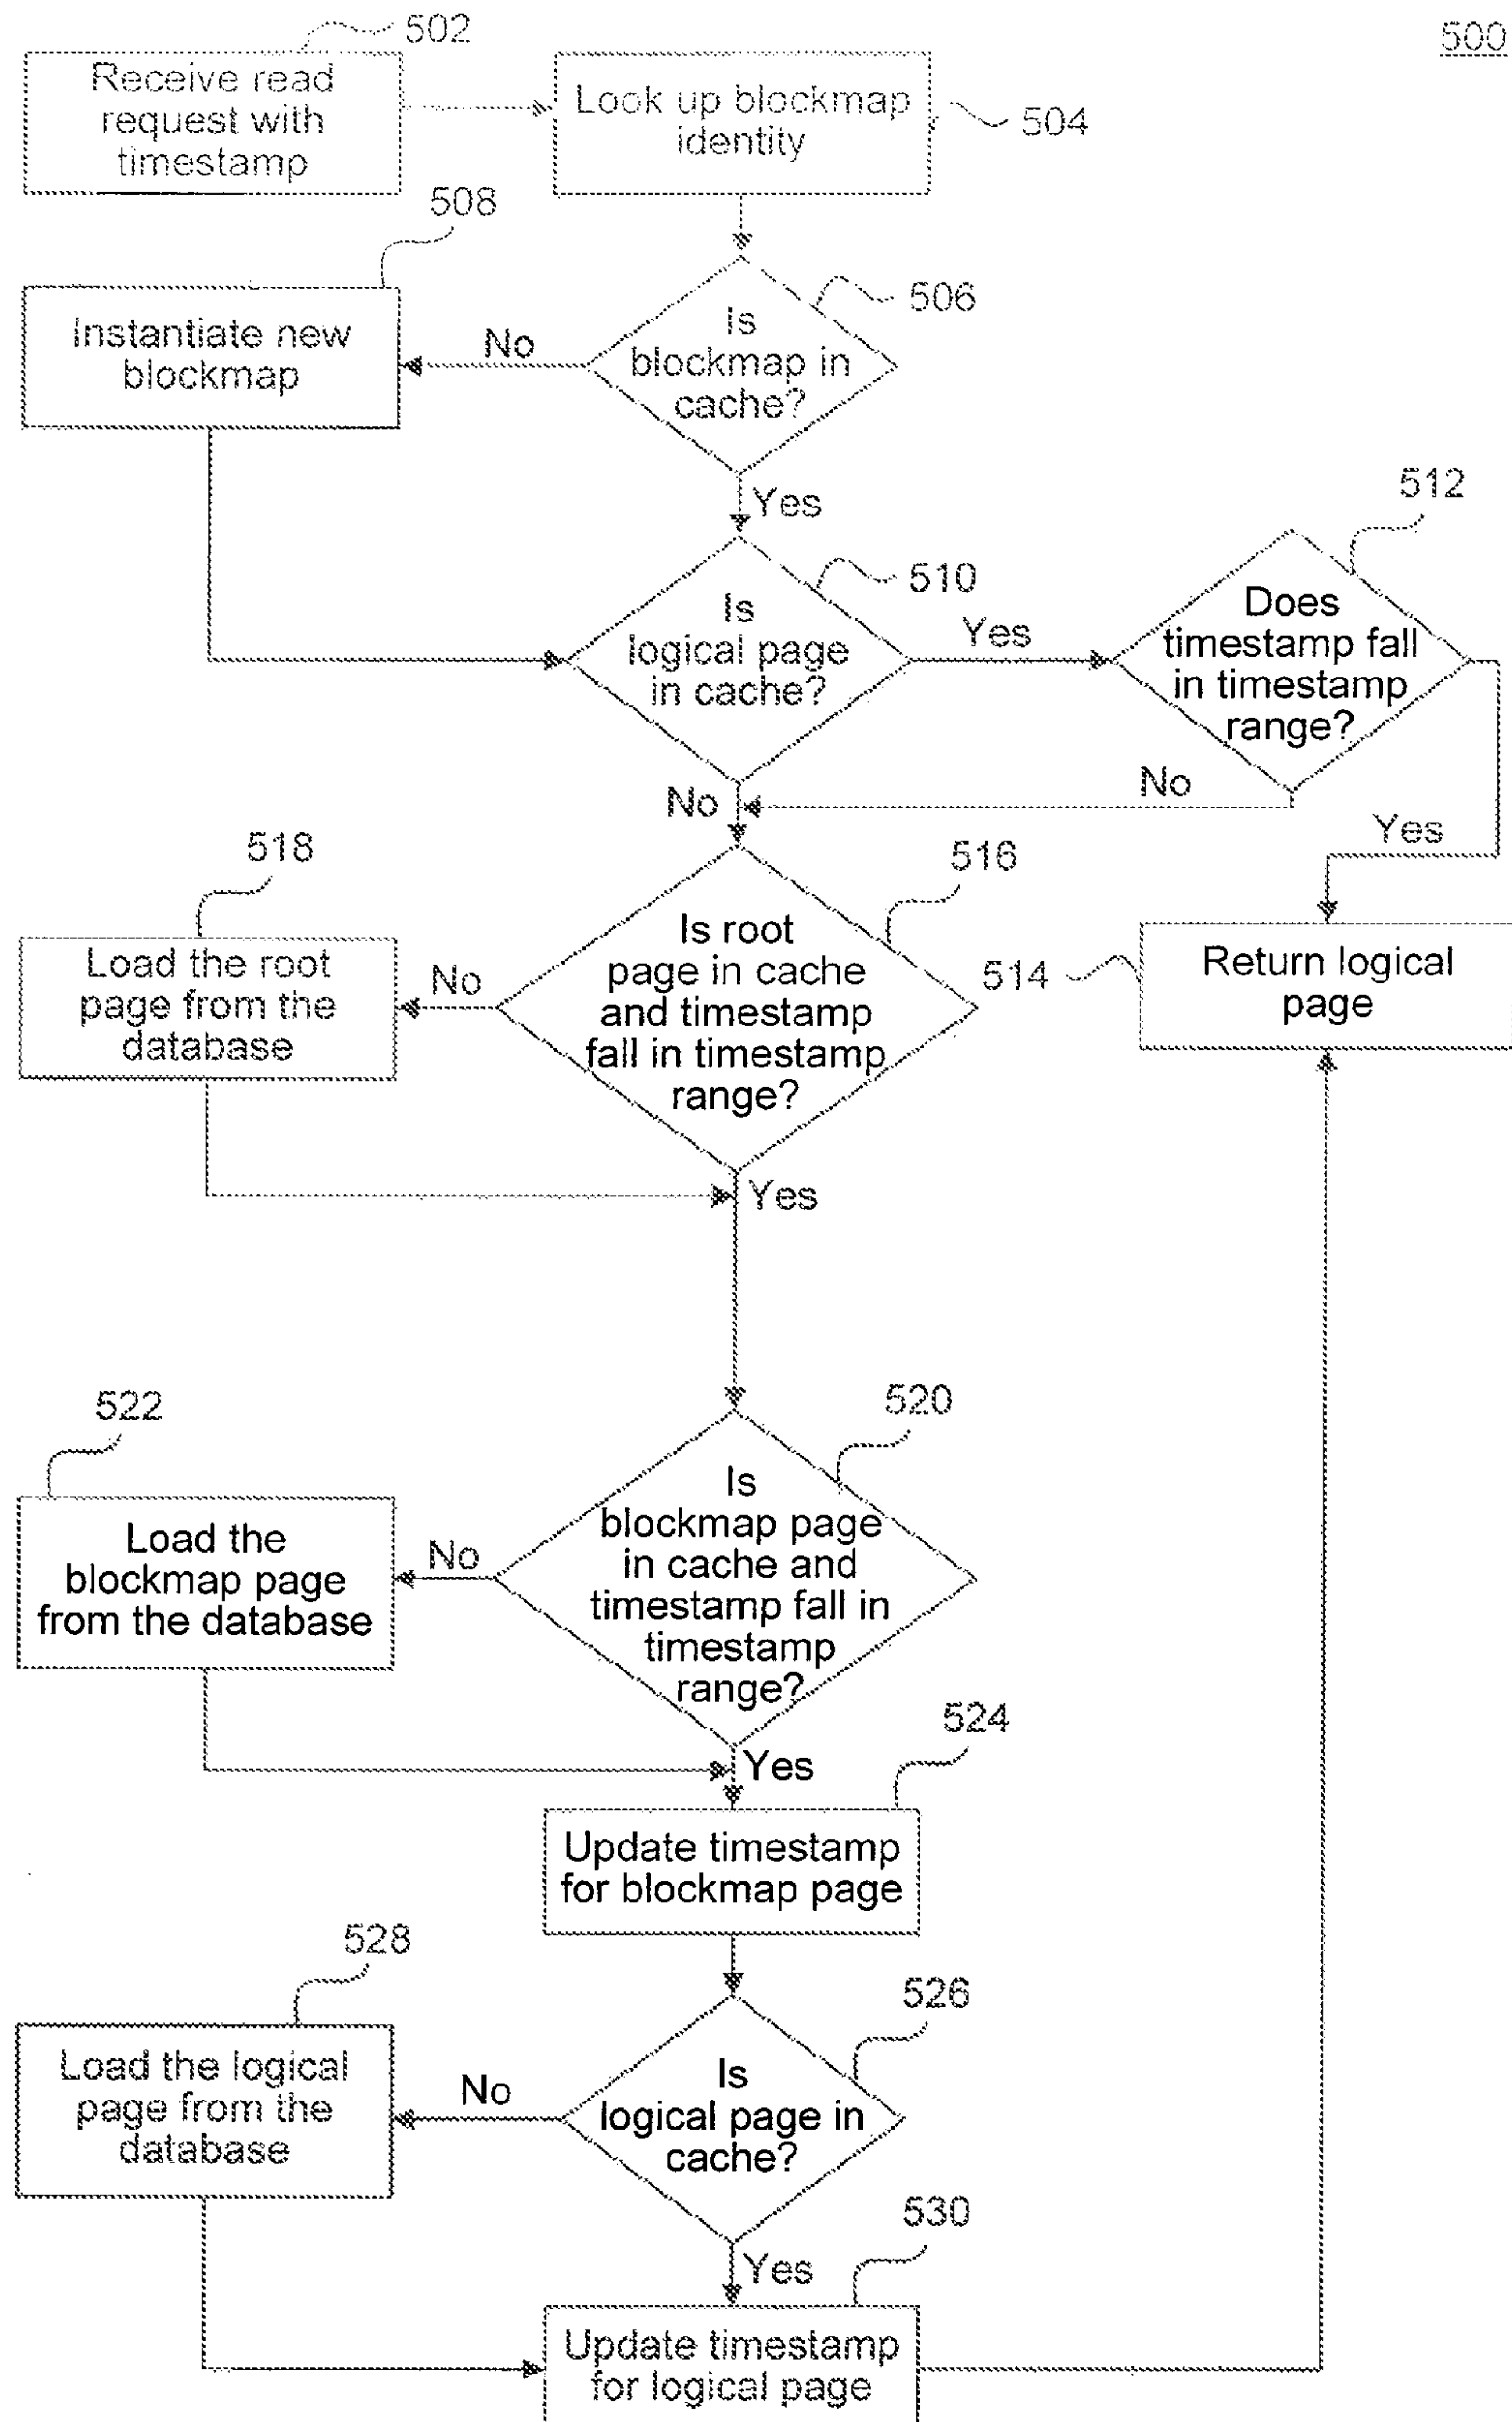 502
500
Receive read
request with
timestamp
Look up blockmap
identity
504
508
506
Instantiate new
blockmap
No
Is
blockmap in
cache?
Yes
512
510
Is
logical page
in cache?
Yes
Does
timestamp fall
in timestamp
range?
No
No
Yes
518
516
Load the root
page from the
database
No
Is root
page in cache
and timestamp
fall in timestamp
range?
514
Return logical
page
Yes
522
520
Load the
blockmap page
from the database
No
Is
blockmap page
in cache and
timestamp fall in
timestamp
range?
Yes
524
Update timestamp
for blockmap page
528
526
Load the logical
page from the
database
No
Is
logical page in
cache?
530
Yes
Update timestamp
for logical page